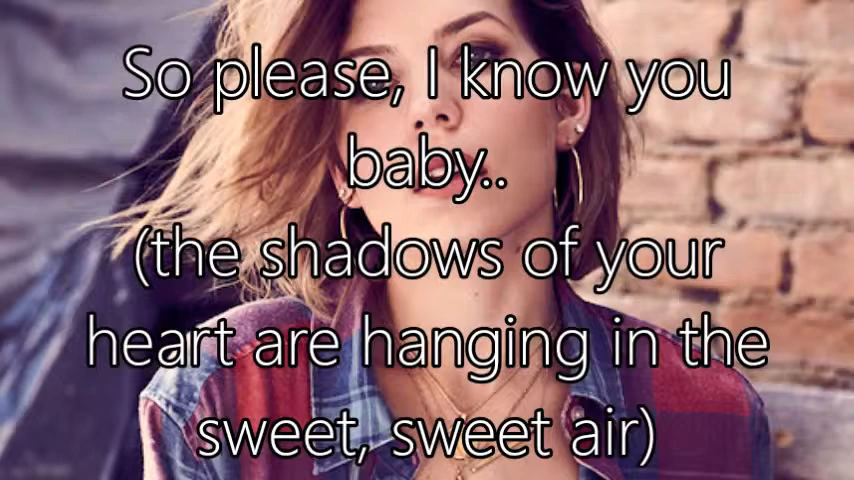 So please, I know you
baby..
(the shadows of your
heart are hanging in the
sweet, sweet air)